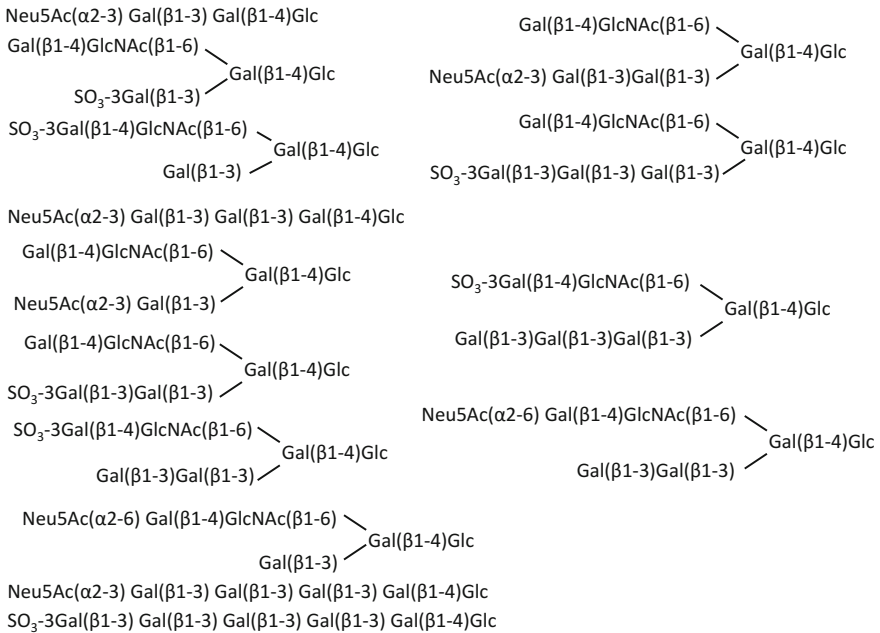 Neu5Ac(α2-3) Gal(β1-3) Gal(β1-4)Glc
Gal(β1-4)GlcNAc(β1-6)
Gal(β1-4)Glc
SO₃-3Gal(β1-3)
SO₃-3Gal(β1-4)GlcNAc(β1-6)
Gal(β1-4)Glc
Gal(β1-3)
Neu5Ac(α2-3) Gal(β1-3) Gal(β1-3) Gal(β1-4)Glc
Gal(β1-4)GlcNAc(β1-6)
Gal(β1-4)Glc
Neu5Ac(α2-3) Gal(β1-3)
Gal(β1-4)GlcNAc(β1-6)
Gal(β1-4)Glc
SO₃-3Gal(β1-3)Gal(β1-3)
SO₃-3Gal(β1-4)GlcNAc(β1-6)
Gal(β1-4)Glc
Gal(β1-3)Gal(β1-3)
Neu5Ac(α2-6) Gal(β1-4)GlcNAc(β1-6)
Gal(β1-4)Glc
Gal(β1-3)
Neu5Ac(α2-3) Gal(β1-3) Gal(β1-3) Gal(β1-3) Gal(β1-4)Glc
SO₃-3Gal(β1-3) Gal(β1-3) Gal(β1-3) Gal(β1-3) Gal(β1-4)Glc
Gal(β1-4)GlcNAc(β1-6)
Gal(β1-4)Glc
Neu5Ac(α2-3) Gal(β1-3)Gal(β1-3)
Gal(β1-4)GlcNAc(β1-6)
Gal(β1-4)Glc
SO₃-3Gal(β1-3)Gal(β1-3) Gal(β1-3)
SO₃-3Gal(β1-4)GlcNAc(β1-6)
Gal(β1-4)Glc
Gal(β1-3)Gal(β1-3)Gal(β1-3)
Neu5Ac(α2-6) Gal(β1-4)GlcNAc(β1-6)
Gal(β1-4)Glc
Gal(β1-3)Gal(β1-3)